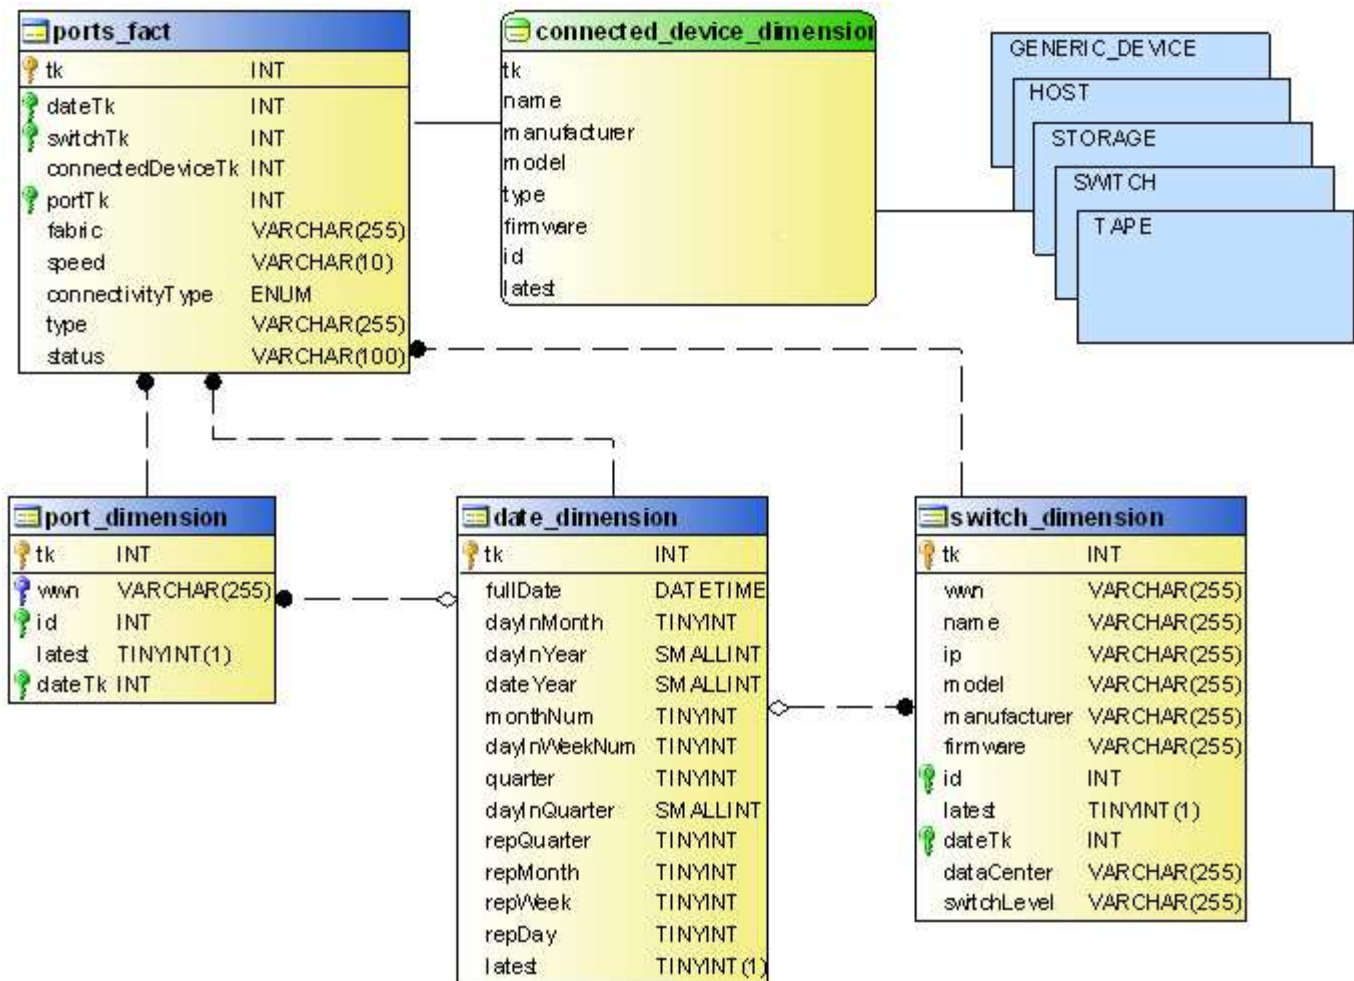 ports_fact
tk INT
dateTk INT
switchTk INT
connectedDeviceTk INT
portTk INT
fabric VARCHAR(255)
speed VARCHAR(10)
connectivityType ENUM
type VARCHAR(255)
status VARCHAR(100)
connected_device_dimension
tk
name
manufacturer
model
type
firmware
id
latest
GENERIC_DEVICE
HOST
STORAGE
SWITCH
TAPE
port_dimension
tk INT
wwn VARCHAR(255)
id INT
latest TINYINT(1)
dateTk INT
date_dimension
tk INT
fullDate DATETIME
dayInMonth TINYINT
dayInYear SMALLINT
dateYear SMALLINT
monthNum TINYINT
dayInWeekNum TINYINT
quarter TINYINT
dayInQuarter SMALLINT
repQuarter TINYINT
repMonth TINYINT
repWeek TINYINT
repDay TINYINT
latest TINYINT(1)
switch_dimension
tk INT
wwn VARCHAR(255)
name VARCHAR(255)
ip VARCHAR(255)
model VARCHAR(255)
manufacturer VARCHAR(255)
firmware VARCHAR(255)
id INT
latest TINYINT(1)
dateTk INT
dataCenter VARCHAR(255)
switchLevel VARCHAR(255)